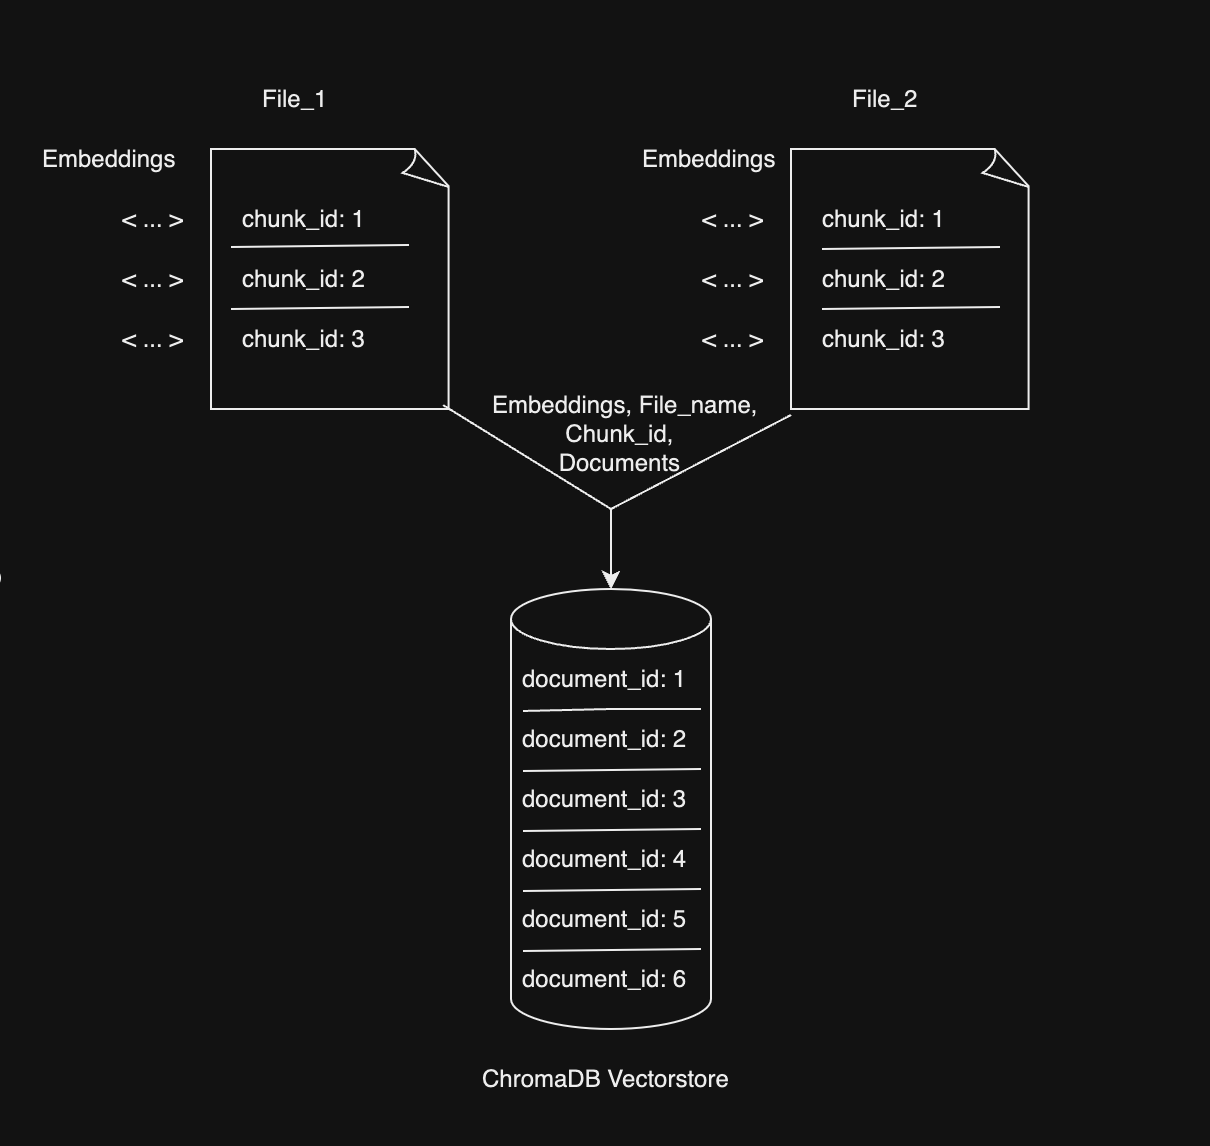 File_1
File_2
Embeddings
< ... >
chunk_id: 1
< ... >
chunk_id: 2
< ... >
chunk_id: 3
Embeddings
< ... >
chunk_id: 1
< ... >
chunk_id: 2
< ... >
chunk_id: 3
Embeddings, File_name,
Chunk_id,
Documents
document_id: 1
document_id: 2
document_id: 3
document_id: 4
document_id: 5
document_id: 6
ChromaDB Vectorstore